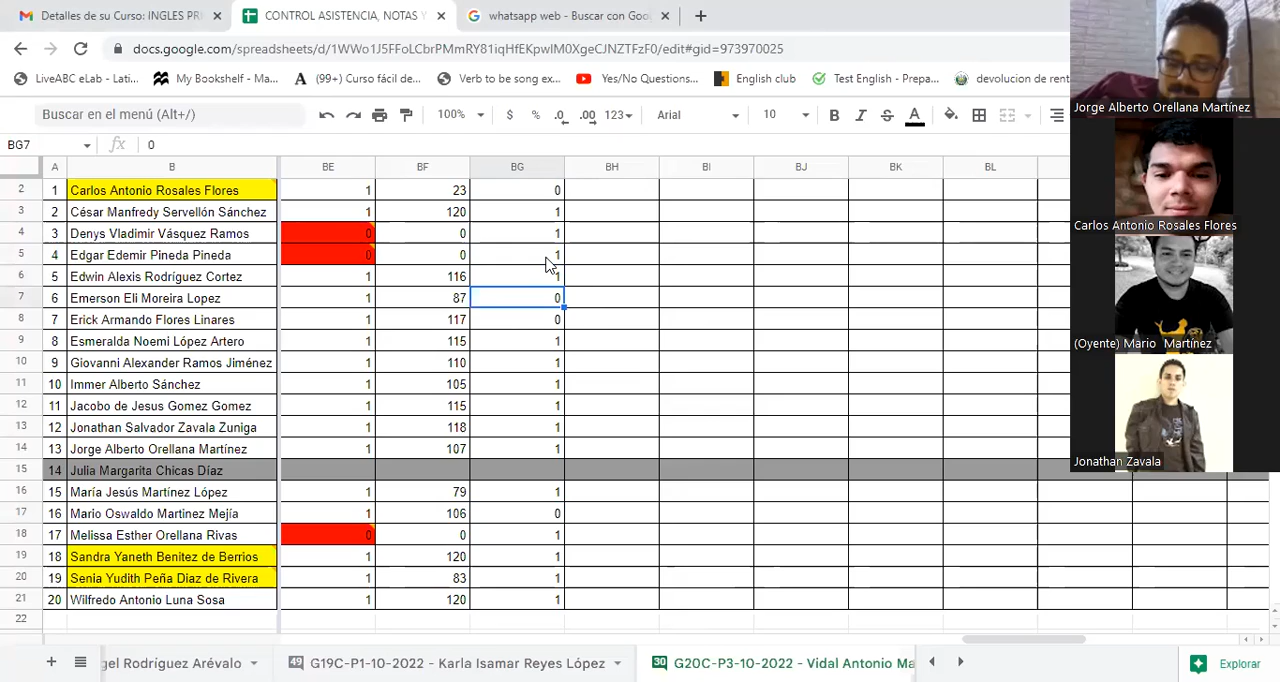 Detalles de su Curso: INGLES PRI
CONTROL ASISTENCIA, NOTAS Y
whatsapp web - Buscar con Goo
docs.google.com/spreadsheets/d/1WWo1J5FFoLCbrPMmRY81iqHfEKpwlM0XgeCJNZTFzF0/edit#gid=973970025
LiveABC eLab - Lati...
My Bookshelf - Ma...
(99+) Curso fácil de...
Verb to be song ex...
Yes/No Questions...
English club
Test English - Prepa...
devolucion de rent
Buscar en el menú (Alt+/)
100% $ % .0 .00 123 Arial 10 B I S A
BG7 fx 0
A B BE BF BG BH BI BJ BK BL
2 1 Carlos Antonio Rosales Flores 1 23 0
3 2 César Manfredy Servellón Sánchez 1 120 1
4 3 Denys Vladimir Vásquez Ramos 0 0 1
5 4 Edgar Edemir Pineda Pineda 0 0 1
6 5 Edwin Alexis Rodríguez Cortez 1 116 1
7 6 Emerson Eli Moreira Lopez 1 87 0
8 7 Erick Armando Flores Linares 1 117 0
9 8 Esmeralda Noemi López Artero 1 115 1
10 9 Giovanni Alexander Ramos Jiménez 1 110 1
11 10 Immer Alberto Sánchez 1 105 1
12 11 Jacobo de Jesus Gomez Gomez 1 115 1
13 12 Jonathan Salvador Zavala Zuniga 1 118 1
14 13 Jorge Alberto Orellana Martínez 1 107 1
15 14 Julia Margarita Chicas Díaz
16 15 María Jesús Martínez López 1 79 1
17 16 Mario Oswaldo Martinez Mejía 1 106 0
18 17 Melissa Esther Orellana Rivas 0 0 1
19 18 Sandra Yaneth Benitez de Berrios 1 120 1
20 19 Senia Yudith Peña Diaz de Rivera 1 83 1
21 20 Wilfredo Antonio Luna Sosa 1 120 1
22
gel Rodríguez Arévalo
49 G19C-P1-10-2022 - Karla Isamar Reyes López
30 G20C-P3-10-2022 - Vidal Antonio Ma
Explorar
Jorge Alberto Orellana Martínez
Carlos Antonio Rosales Flores
(Oyente) Mario Martínez
Jonathan Zavala